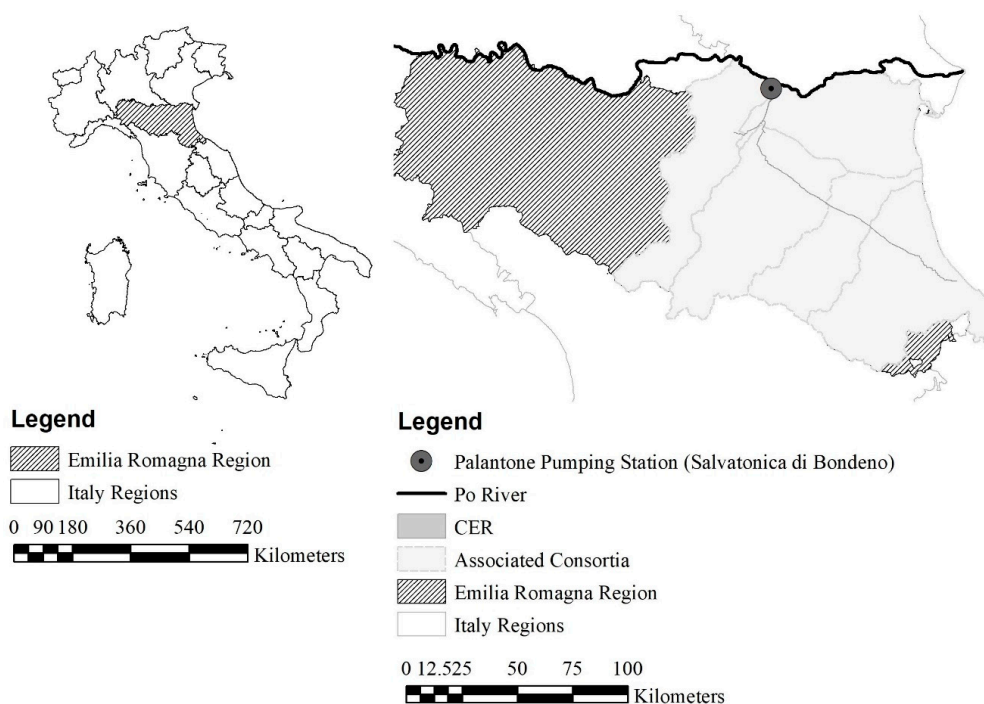 Legend
Emilia Romagna Region
Italy Regions
0 90 180 360 540 720
Kilometers
Legend
Palantone Pumping Station (Salvatonica di Bondeno)
Po River
CER
Associated Consortia
Emilia Romagna Region
Italy Regions
0 12.525 50 75 100
Kilometers